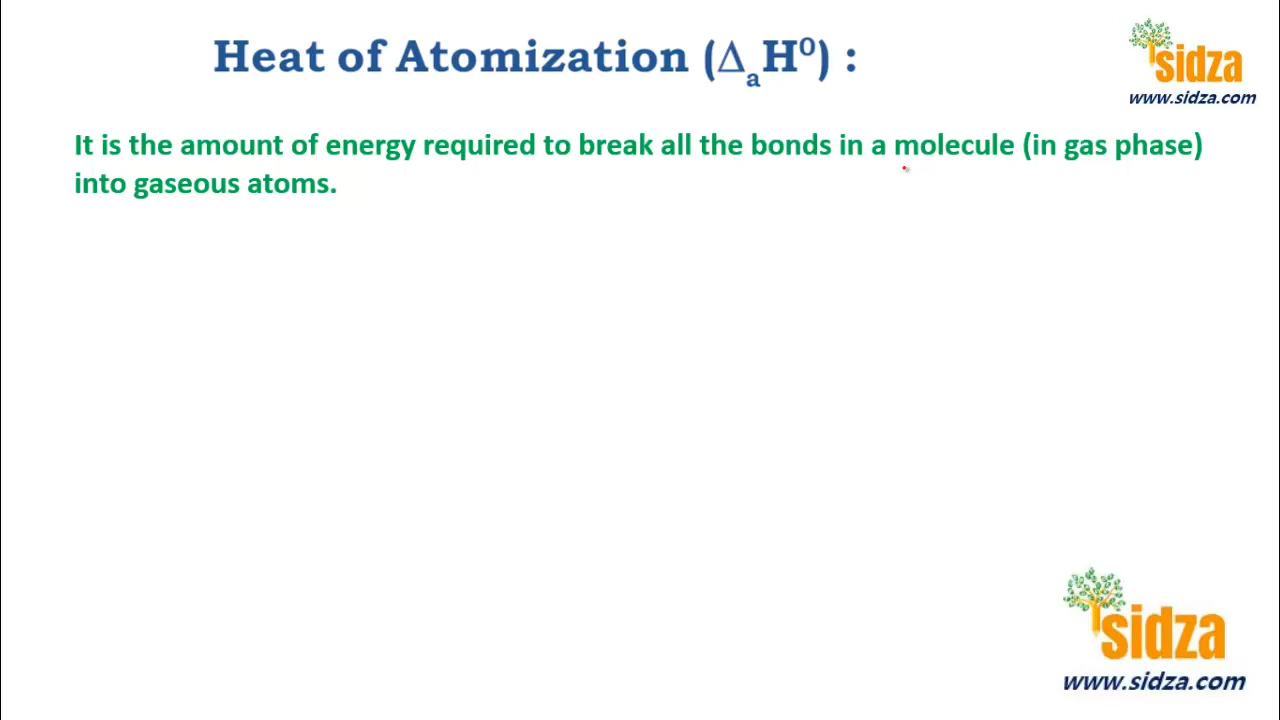 Heat of Atomization (ΔₐH⁰) :
sidza
www.sidza.com
It is the amount of energy required to break all the bonds in a molecule (in gas phase)
into gaseous atoms.
sidza
www.sidza.com